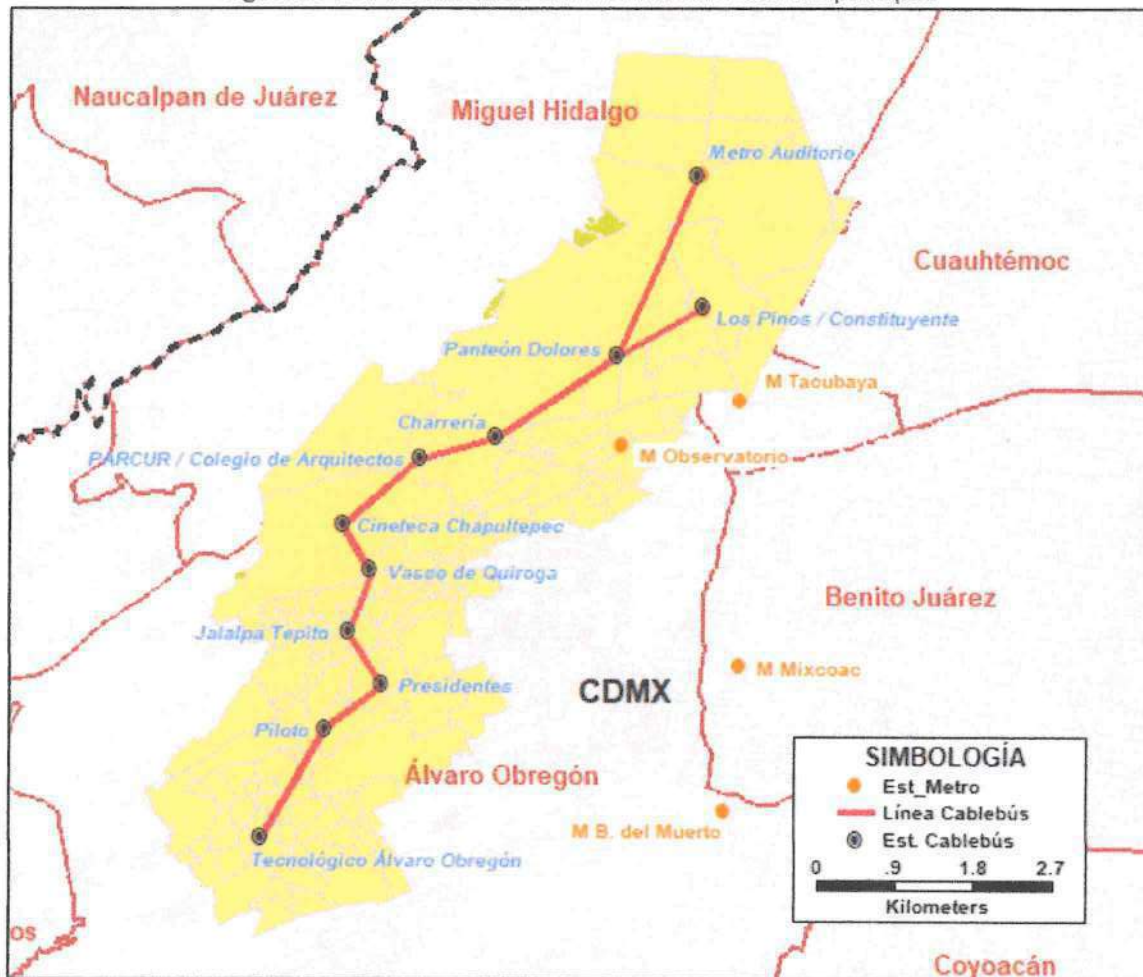 Naucalpan de Juárez
Miguel Hidalgo
Metro Auditorio
Cuauhtémoc
Los Pinos / Constituyente
Panteón Dolores
M Tacubaya
Charrería
M Observatorio
PARCUR / Colegio de Arquitectos
Cineteca Chapultepec
Vasco de Quiroga
Benito Juárez
Jalalpa Tepito
M Mixcoac
Presidentes
CDMX
Piloto
Álvaro Obregón
M B. del Muerto
Tecnológico Álvaro Obregón
SIMBOLOGÍA
Est_Metro
Línea Cablebús
Est. Cablebús
0 .9 1.8 2.7
Kilometers
os
Coyoacán